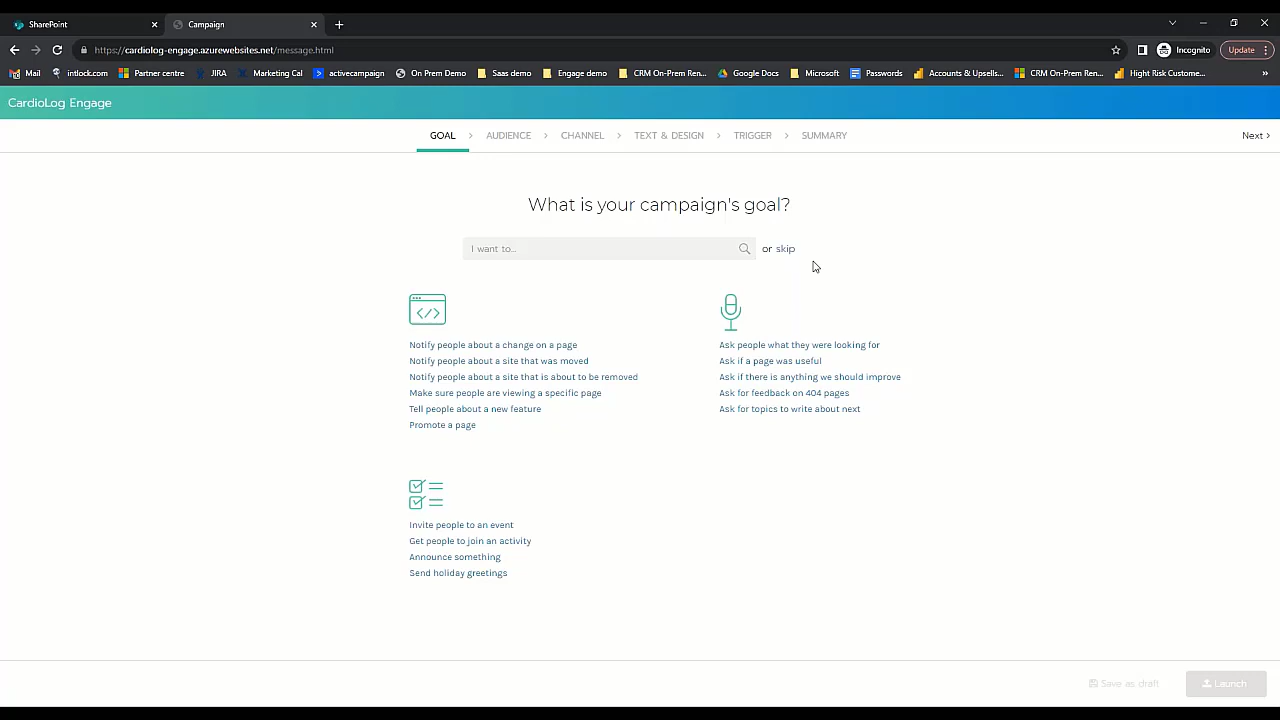 SharePoint
Campaign
https://cardiolog-engage.azurewebsites.net/message.html
Incognito
Update
Mail
intlock.com
Partner centre
JIRA
Marketing Cal
activecampaign
On Prem Demo
Saas demo
Engage demo
CRM On-Prem Ren...
Google Docs
Microsoft
Passwords
Accounts & Upselli...
CRM On-Prem Ren...
Hight Risk Custome...
»
CardioLog Engage
GOAL > AUDIENCE > CHANNEL > TEXT & DESIGN > TRIGGER > SUMMARY
Next >
What is your campaign's goal?
I want to...
or skip
Notify people about a change on a page
Notify people about a site that was moved
Notify people about a site that is about to be removed
Make sure people are viewing a specific page
Tell people about a new feature
Promote a page
Ask people what they were looking for
Ask if a page was useful
Ask if there is anything we should improve
Ask for feedback on 404 pages
Ask for topics to write about next
Invite people to an event
Get people to join an activity
Announce something
Send holiday greetings
Save as draft
Launch